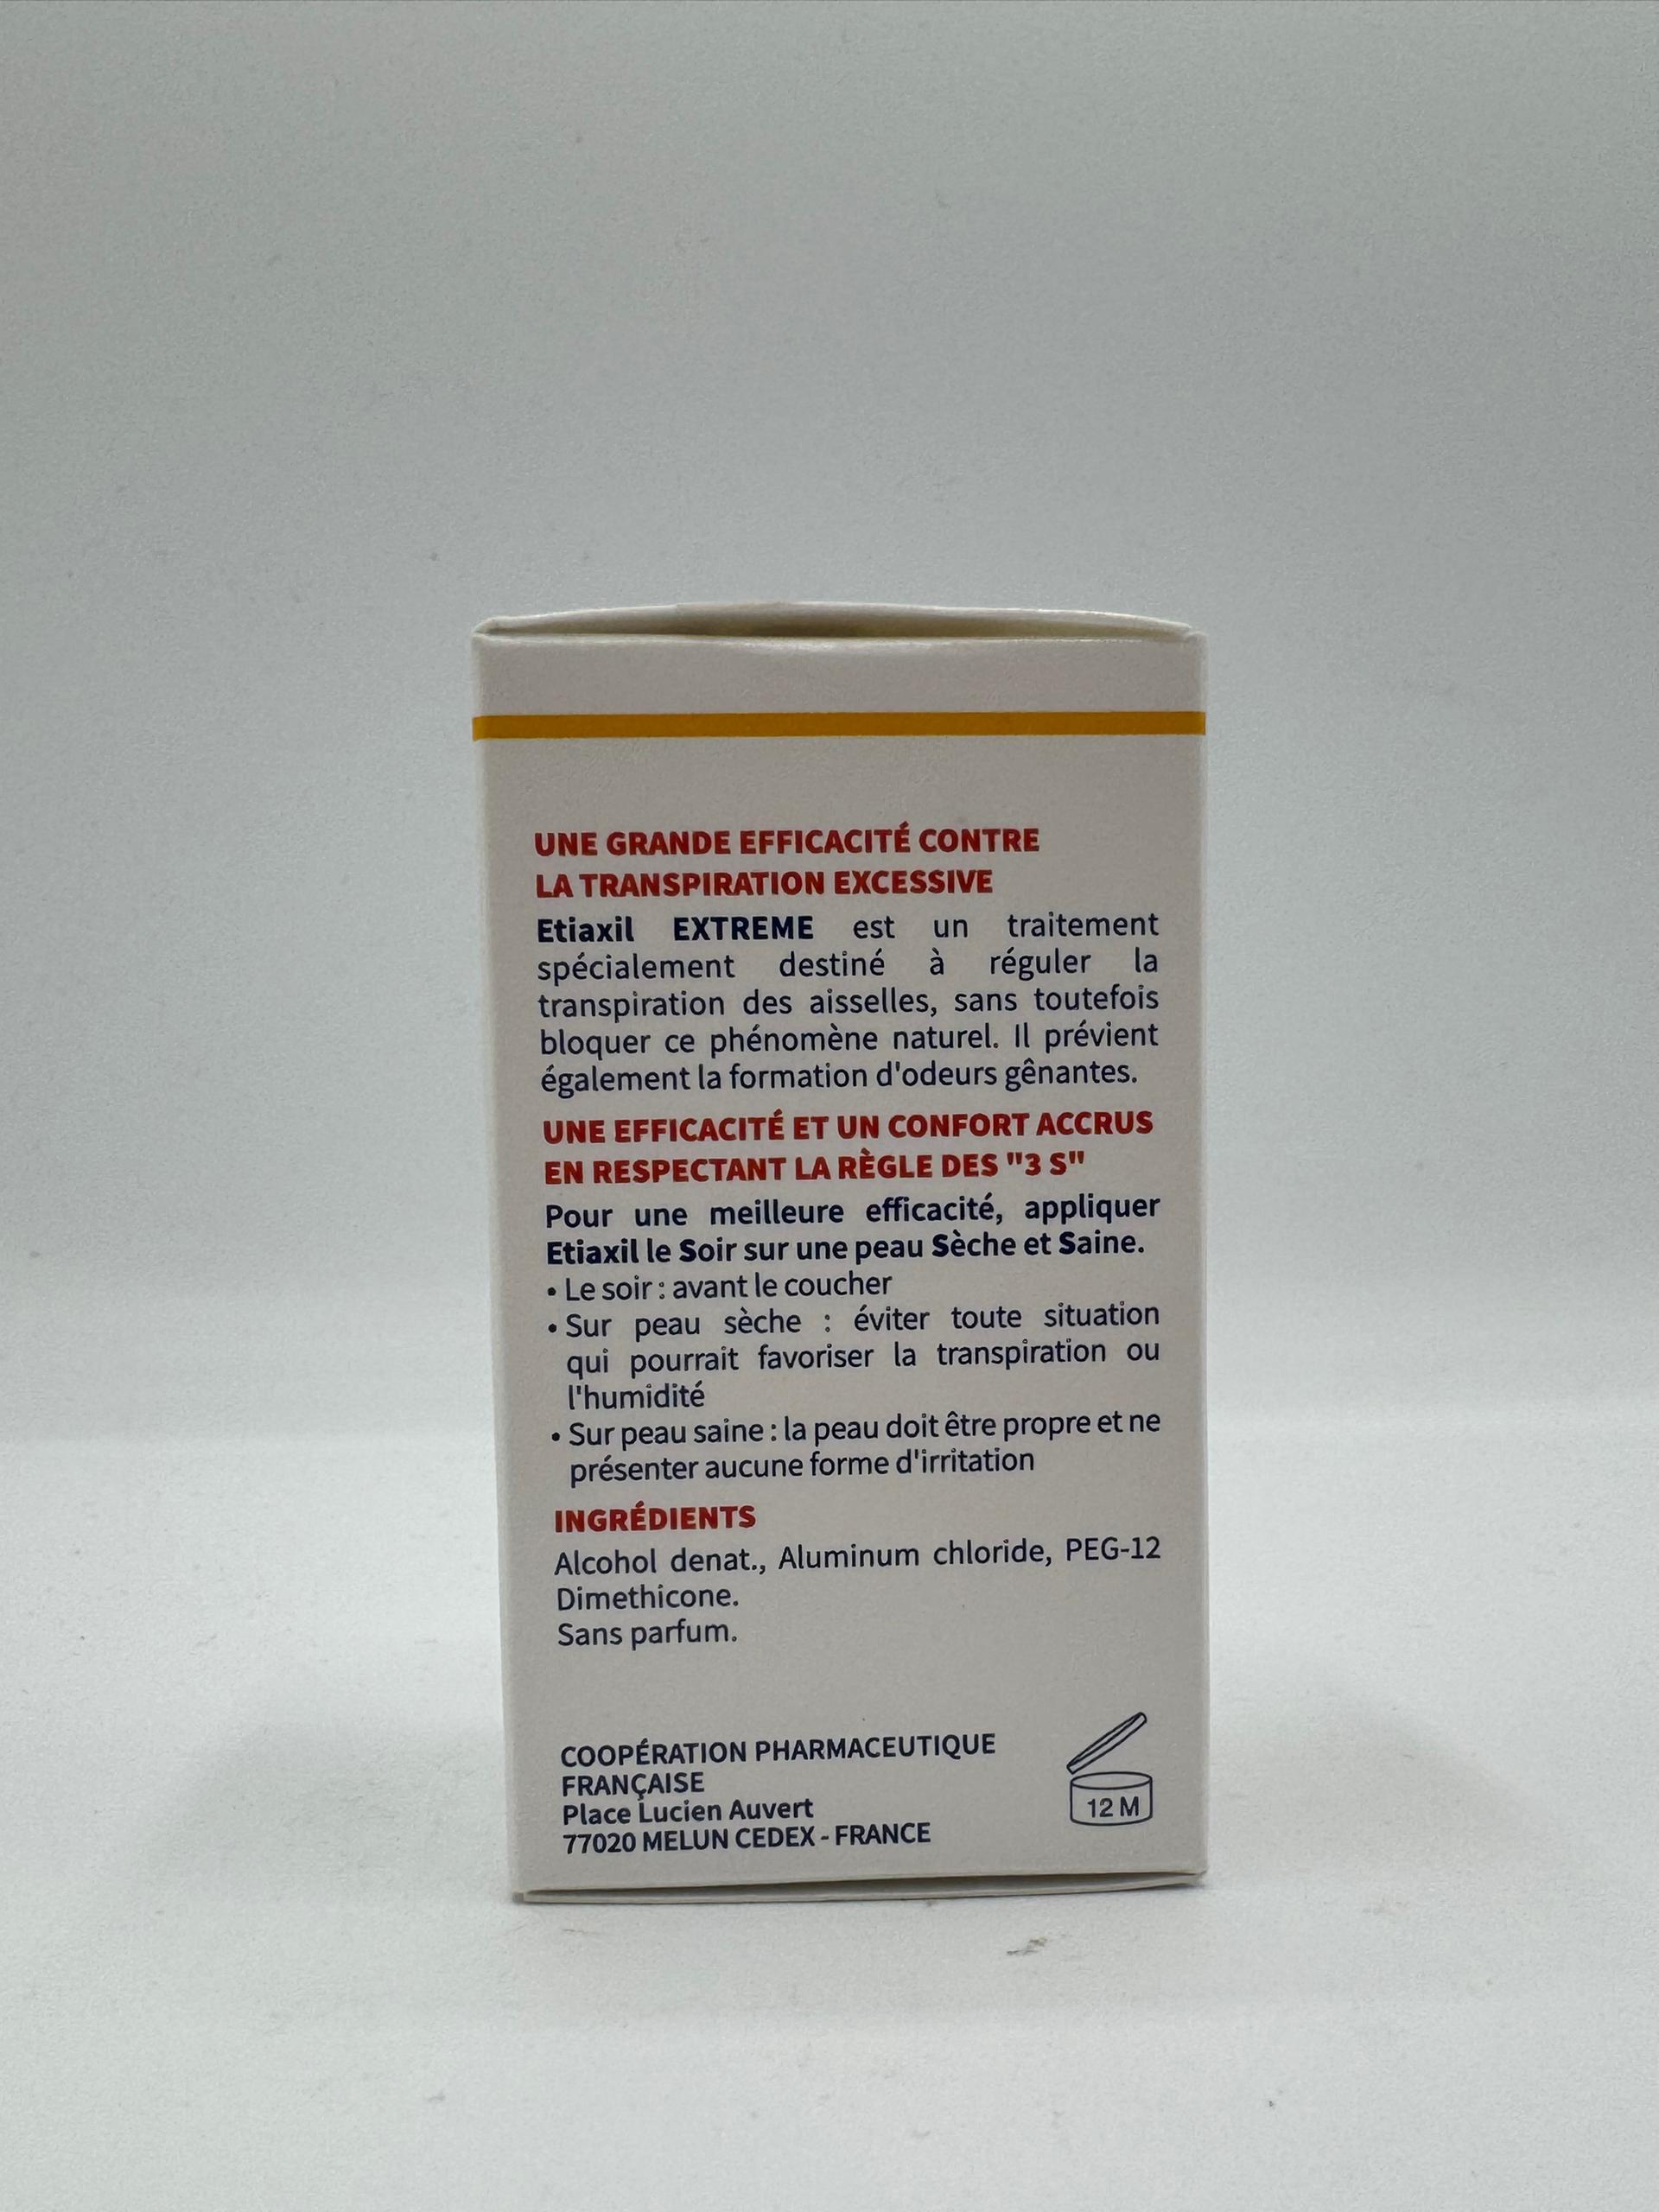 UNE GRANDE EFFICACITÉ CONTRE
LA TRANSPIRATION EXCESSIVE
Etiaxil EXTREME est un traitement
spécialement destiné à réguler la
transpiration des aisselles, sans toutefois
bloquer ce phénomène naturel. Il prévient
également la formation d'odeurs gênantes.
UNE EFFICACITÉ ET UN CONFORT ACCRUS
EN RESPECTANT LA RÈGLE DES "3 S"
Pour une meilleure efficacité, appliquer
Etiaxil le Soir sur une peau Sèche et Saine.
• Le soir : avant le coucher
• Sur peau sèche : éviter toute situation
qui pourrait favoriser la transpiration ou
l'humidité
• Sur peau saine : la peau doit être propre et ne
présenter aucune forme d'irritation
INGRÉDIENTS
Alcohol denat., Aluminum chloride, PEG-12
Dimethicone.
Sans parfum.
COOPÉRATION PHARMACEUTIQUE
FRANÇAISE
Place Lucien Auvert
77020 MELUN CEDEX - FRANCE
12 M